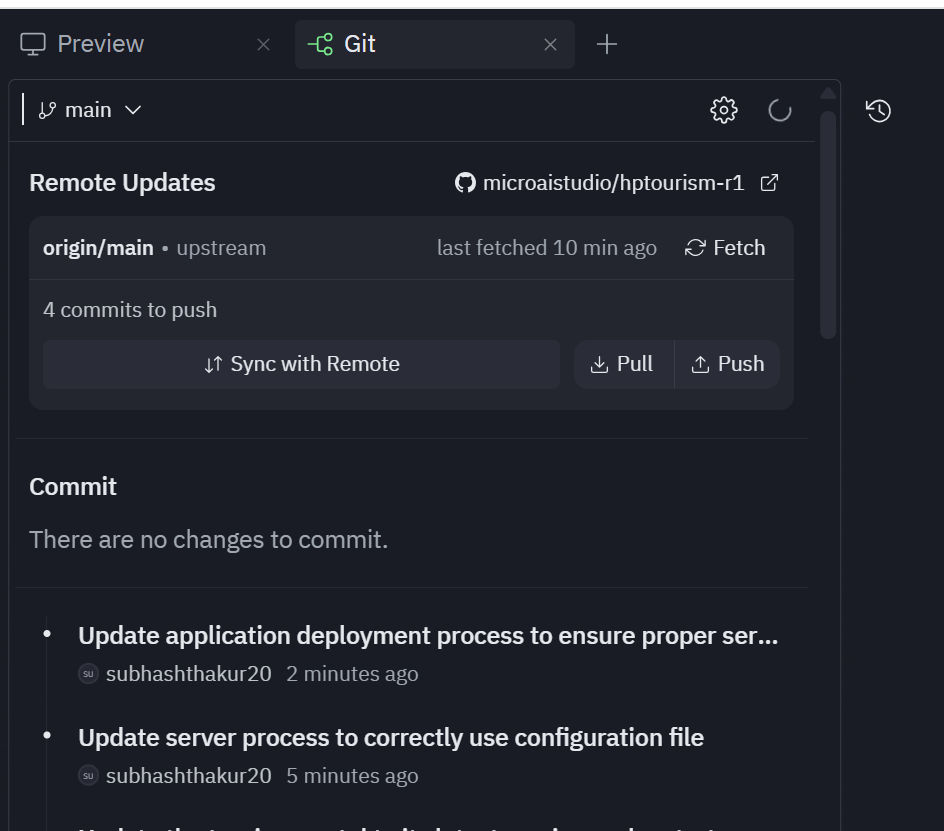 Preview
Git
main
Remote Updates
microaistudio/hptourism-r1
origin/main • upstream
last fetched 10 min ago
Fetch
4 commits to push
Sync with Remote
Pull
Push
Commit
There are no changes to commit.
Update application deployment process to ensure proper ser...
su subhashthakur20 2 minutes ago
Update server process to correctly use configuration file
su subhashthakur20 5 minutes ago